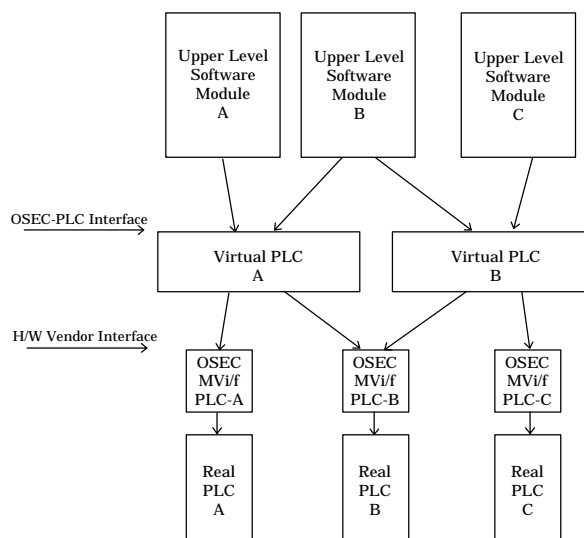 Upper Level
Software
Module
A
Upper Level
Software
Module
B
Upper Level
Software
Module
C
OSEC-PLC Interface
Virtual PLC
A
Virtual PLC
B
H/W Vendor Interface
OSEC
MVi/f
PLC-A
OSEC
MVi/f
PLC-B
OSEC
MVi/f
PLC-C
Real
PLC
A
Real
PLC
B
Real
PLC
C